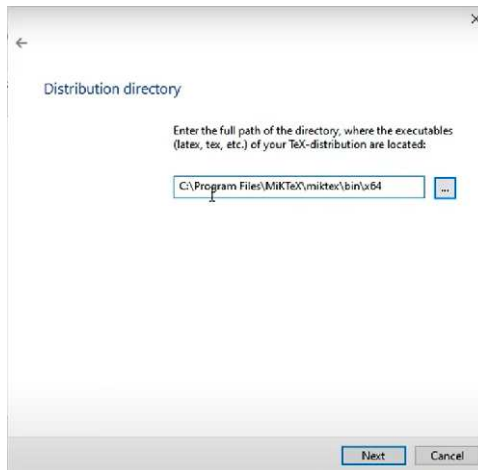 Distribution directory
Enter the full path of the directory, where the executables
(latex, tex, etc.) of your TeX-distribution are located:
C:\Program Files\MiKTeX\miktex\bin\x64
...
Next Cancel